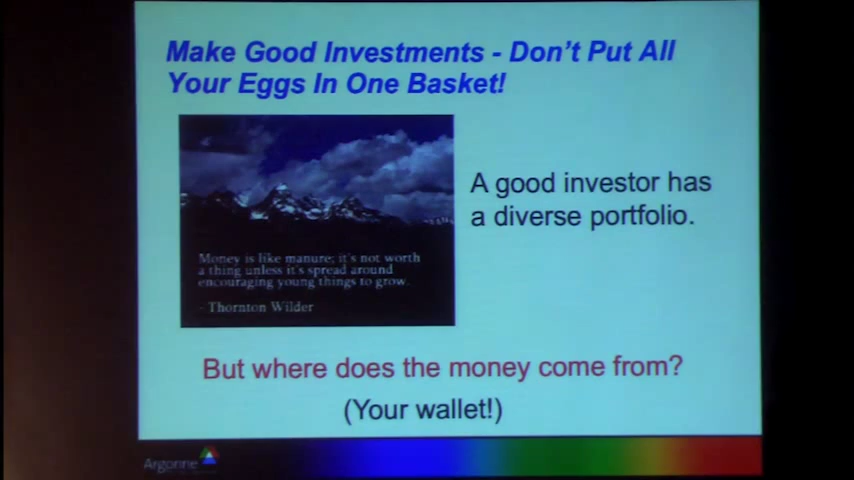 Make Good Investments - Don't Put All
Your Eggs In One Basket!
A good investor has
a diverse portfolio.
Money is like manure; it's not worth
a thing unless it's spread around
encouraging young things to grow.
- Thornton Wilder
But where does the money come from?
(Your wallet!)
Argonne